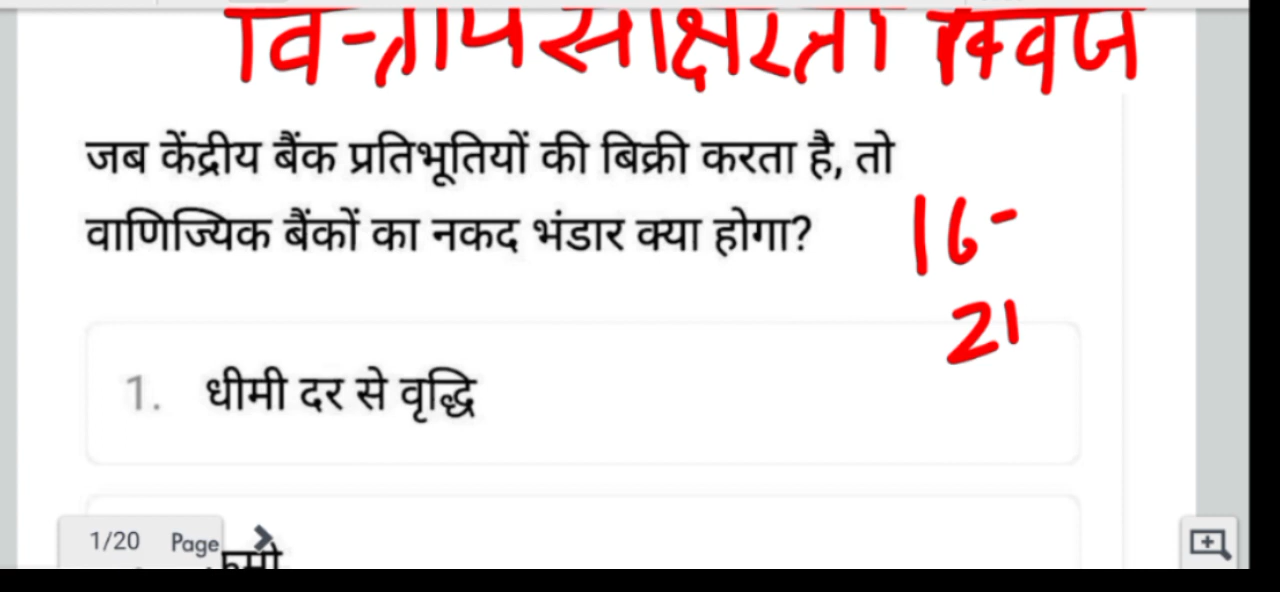 वित्तीय साक्षरता क्विज
जब केंद्रीय बैंक प्रतिभूतियों की बिक्री करता है, तो
वाणिज्यिक बैंकों का नकद भंडार क्या होगा?
16-
21
1. धीमी दर से वृद्धि
1/20 Page